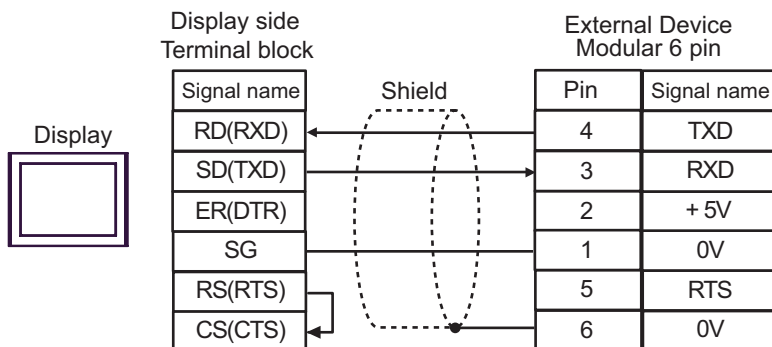 Display side
Terminal block
External Device
Modular 6 pin
Signal name
Shield
Pin
Signal name
Display
RD(RXD)
4
TXD
SD(TXD)
3
RXD
ER(DTR)
2
+ 5V
SG
1
0V
RS(RTS)
5
RTS
CS(CTS)
6
0V